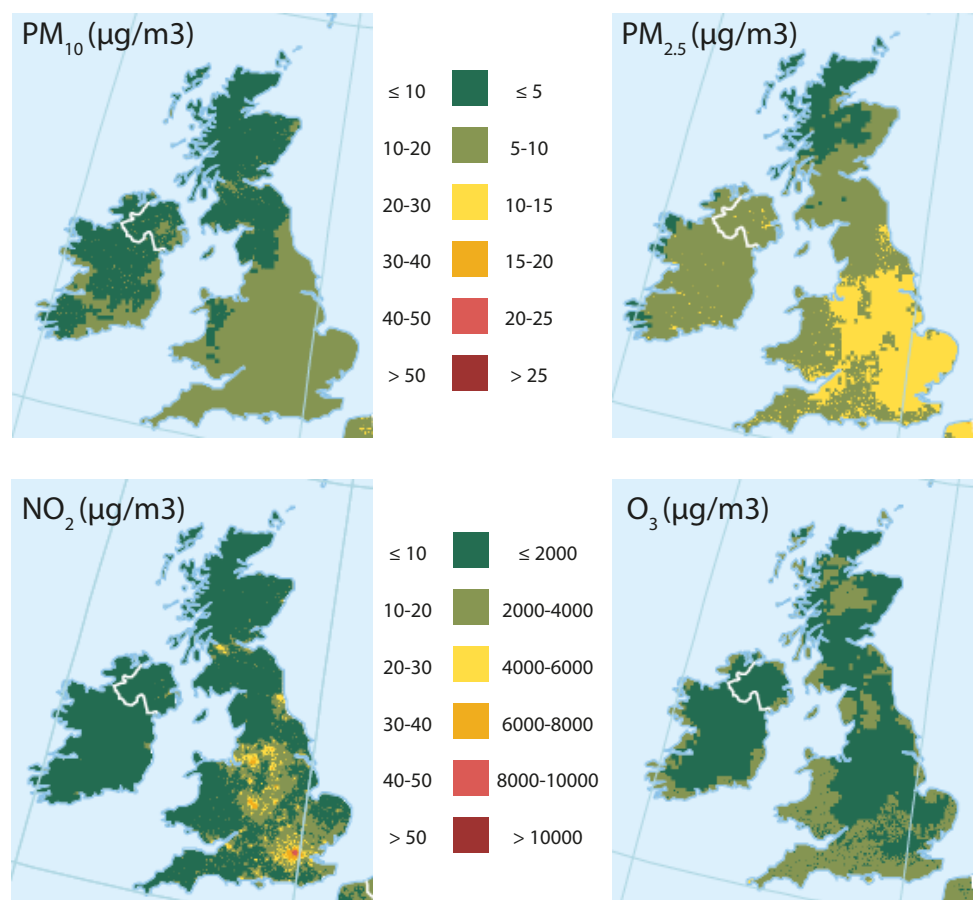 PM10 (µg/m3)
PM2.5 (µg/m3)
≤ 10 ≤ 5
10-20 5-10
20-30 10-15
30-40 15-20
40-50 20-25
> 50 > 25
NO2 (µg/m3)
O3 (µg/m3)
≤ 10 ≤ 2000
10-20 2000-4000
20-30 4000-6000
30-40 6000-8000
40-50 8000-10000
> 50 > 10000